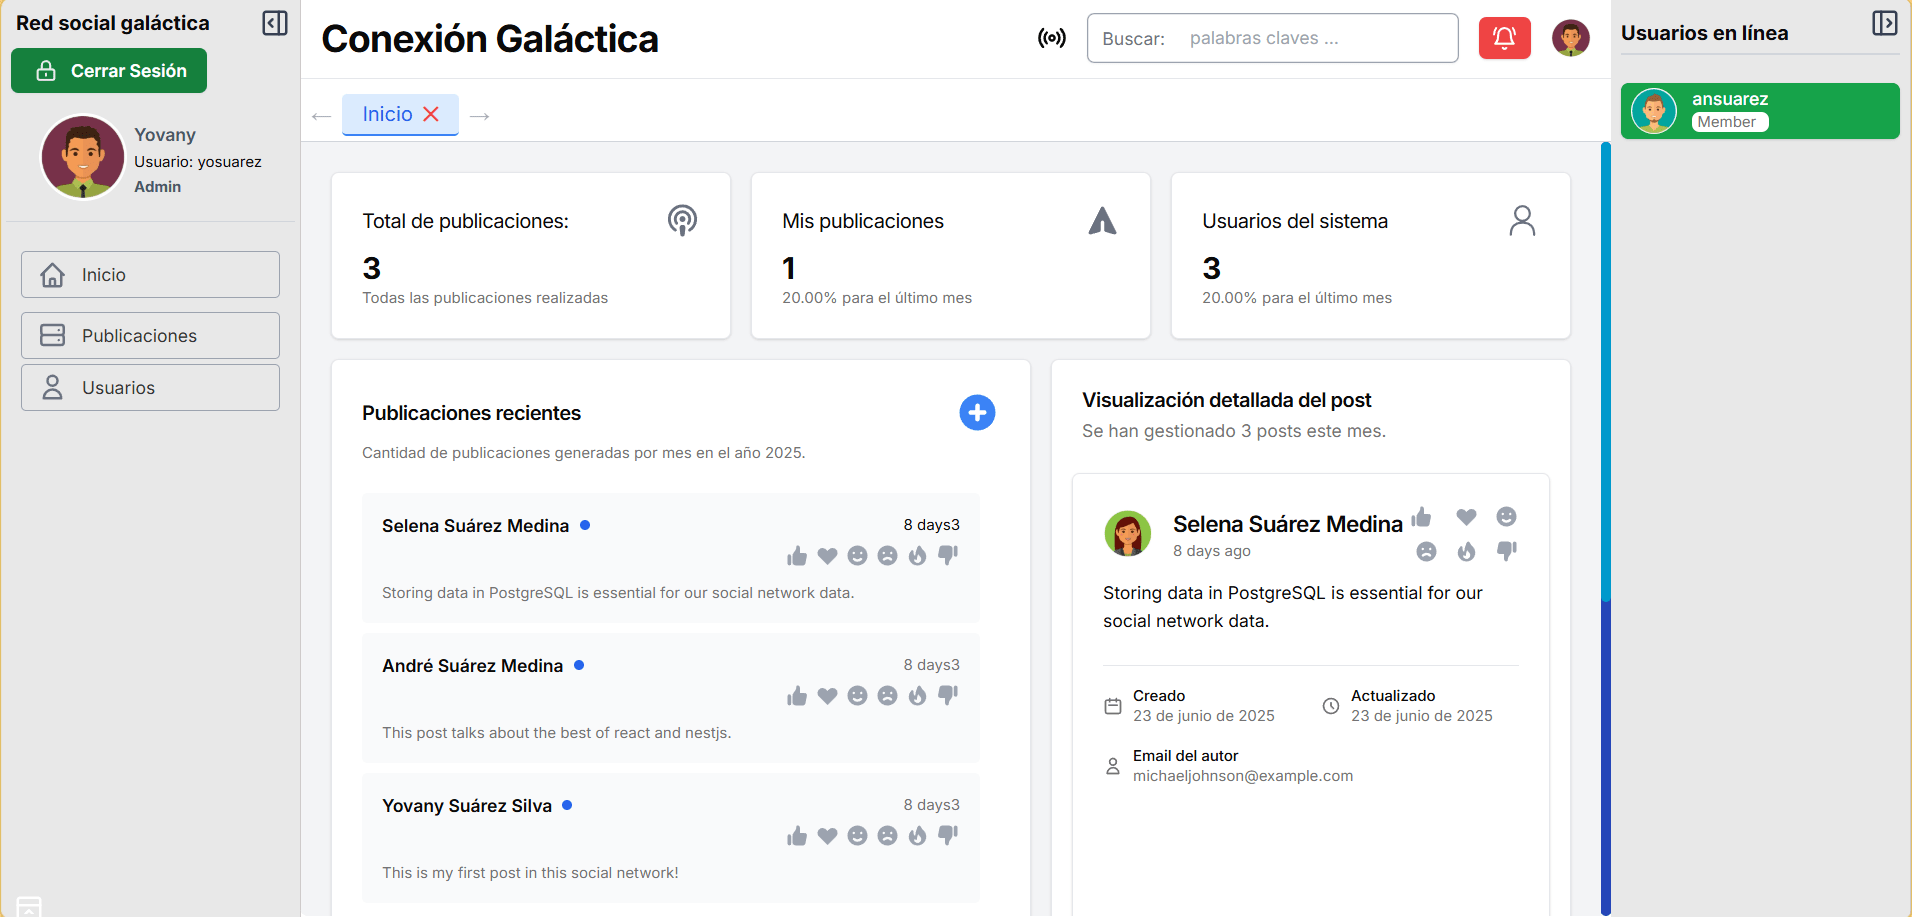 Red social galáctica
Cerrar Sesión
Yovany
Usuario: yosuarez
Admin
Inicio
Publicaciones
Usuarios
Conexión Galáctica
Buscar: palabras claves ...
← Inicio →
Total de publicaciones:
3
Todas las publicaciones realizadas
Mis publicaciones
1
20.00% para el último mes
Usuarios del sistema
3
20.00% para el último mes
Publicaciones recientes
Cantidad de publicaciones generadas por mes en el año 2025.
Selena Suárez Medina 8 days3
Storing data in PostgreSQL is essential for our social network data.
André Suárez Medina 8 days3
This post talks about the best of react and nestjs.
Yovany Suárez Silva 8 days3
This is my first post in this social network!
Visualización detallada del post
Se han gestionado 3 posts este mes.
Selena Suárez Medina
8 days ago
Storing data in PostgreSQL is essential for our
social network data.
Creado
23 de junio de 2025
Actualizado
23 de junio de 2025
Email del autor
michaeljohnson@example.com
Usuarios en línea
ansuarez
Member